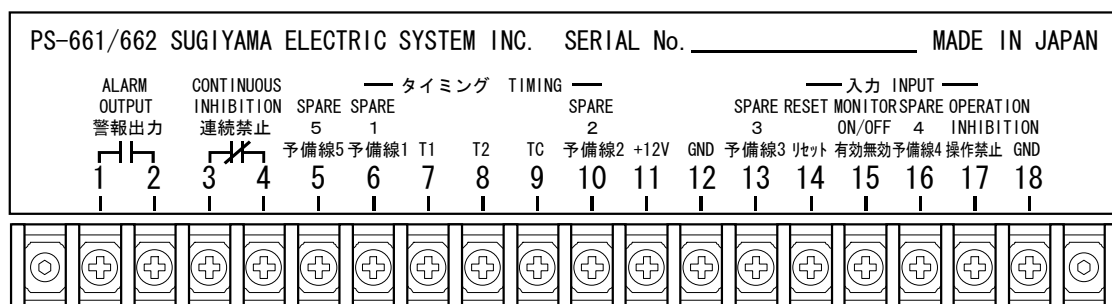 PS-661/662 SUGIYAMA ELECTRIC SYSTEM INC. SERIAL No. MADE IN JAPAN
タイミング TIMING
入力 INPUT
ALARM OUTPUT 警報出力
CONTINUOUS INHIBITION 連続禁止
SPARE 5 予備線5
SPARE 1 予備線1
T1
T2
TC
SPARE 2 予備線2
+12V
GND
SPARE 3 予備線3
RESET リセット
MONITOR ON/OFF 有効無効
SPARE 4 予備線4
OPERATION INHIBITION 操作禁止
GND
1 2 3 4 5 6 7 8 9 10 11 12 13 14 15 16 17 18